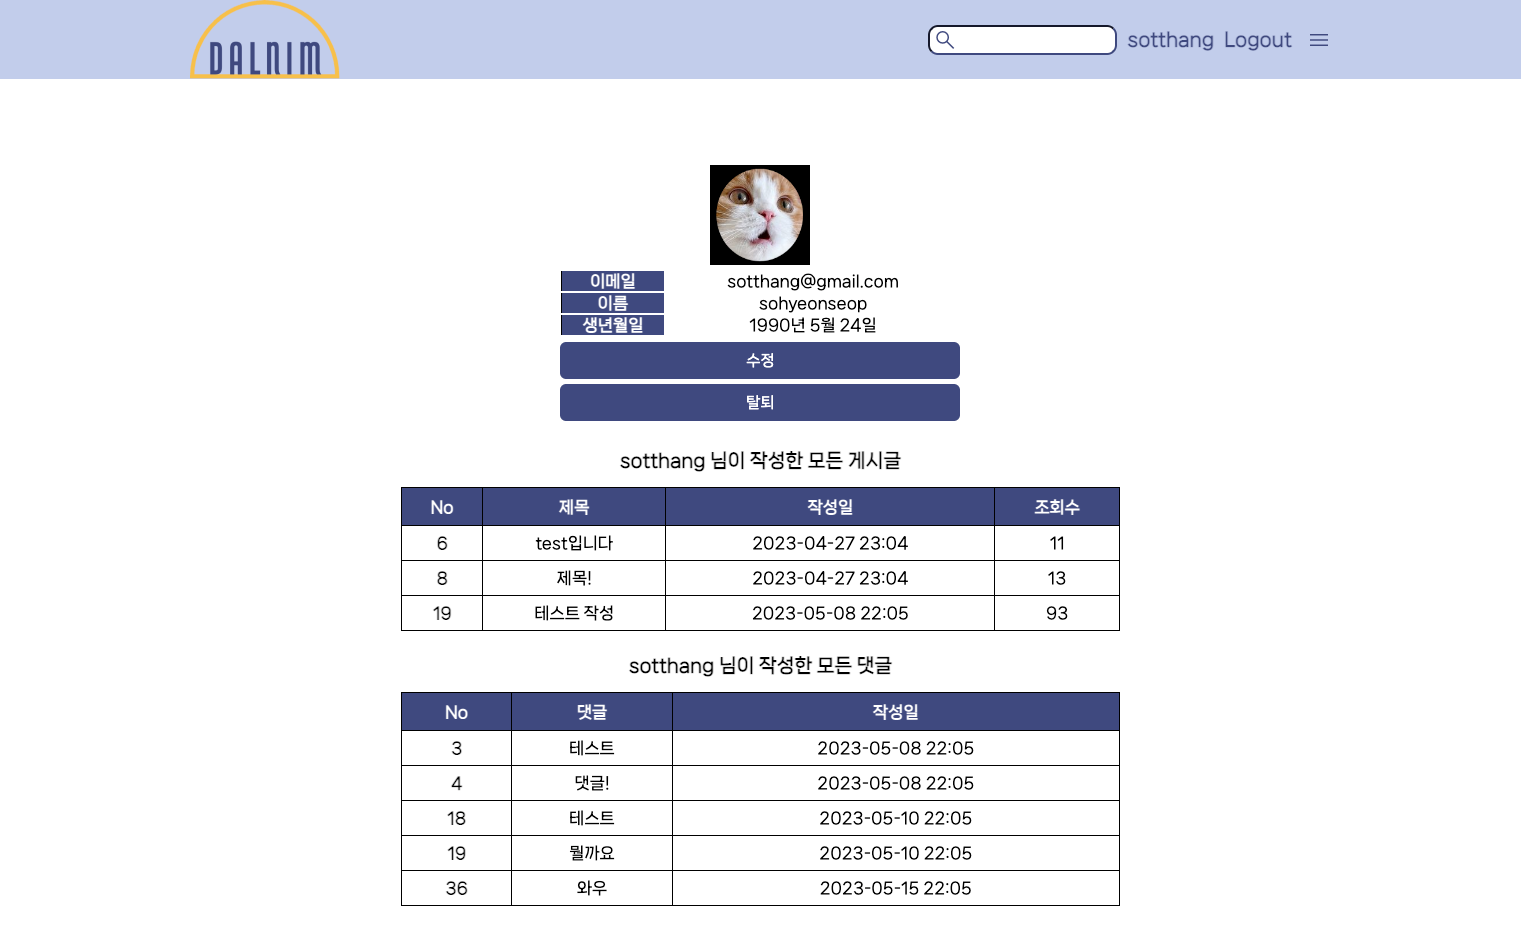 DALNIM
sotthang Logout
이메일 sotthang@gmail.com
이름 sohyeonseop
생년월일 1990년 5월 24일
수정
탈퇴
sotthang 님이 작성한 모든 게시글
No 제목 작성일 조회수
6 test입니다 2023-04-27 23:04 11
8 제목! 2023-04-27 23:04 13
19 테스트 작성 2023-05-08 22:05 93
sotthang 님이 작성한 모든 댓글
No 댓글 작성일
3 테스트 2023-05-08 22:05
4 댓글! 2023-05-08 22:05
18 테스트 2023-05-10 22:05
19 뭘까요 2023-05-10 22:05
36 와우 2023-05-15 22:05